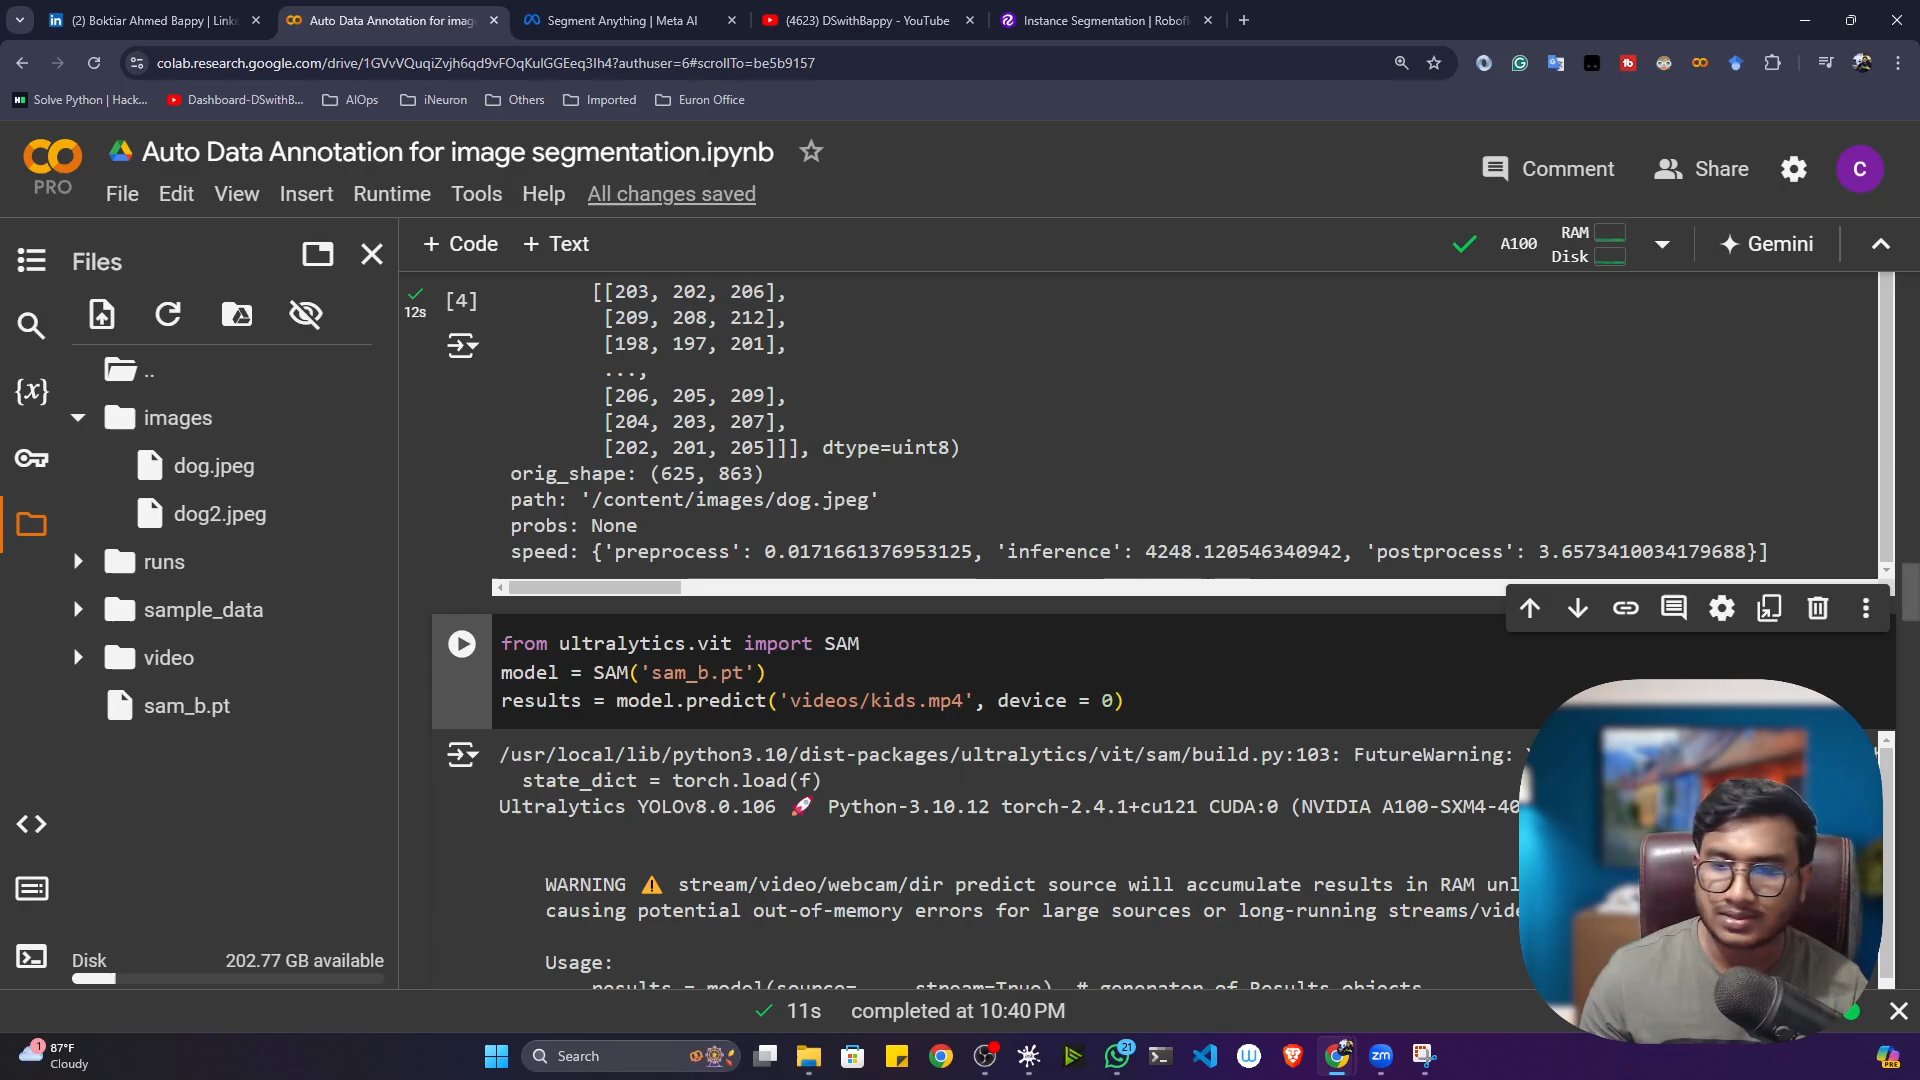 (2) Boktiar Ahmed Bappy | Linke
Auto Data Annotation for image
Segment Anything | Meta AI
(4623) DSwithBappy - YouTube
Instance Segmentation | Robofl
colab.research.google.com/drive/1GVvVQuqiZvjh6qd9vFOqKulGGEeq3Ih4?authuser=6#scrollTo=be5b9157
Solve Python | Hack...
Dashboard-DSwithB...
AIOps
iNeuron
Others
Imported
Euron Office
CO
PRO
Auto Data Annotation for image segmentation.ipynb
File Edit View Insert Runtime Tools Help All changes saved
Comment
Share
C
Files
+ Code + Text
A100
RAM
Disk
Gemini
..
images
dog.jpeg
dog2.jpeg
runs
sample_data
video
sam_b.pt
Disk 202.77 GB available
12s
[4]
[[203, 202, 206],
[209, 208, 212],
[198, 197, 201],
...,
[206, 205, 209],
[204, 203, 207],
[202, 201, 205]]], dtype=uint8)
orig_shape: (625, 863)
path: '/content/images/dog.jpeg'
probs: None
speed: {'preprocess': 0.0171661376953125, 'inference': 4248.120546340942, 'postprocess': 3.6573410034179688}]
from ultralytics.vit import SAM
model = SAM('sam_b.pt')
results = model.predict('videos/kids.mp4', device = 0)
/usr/local/lib/python3.10/dist-packages/ultralytics/vit/sam/build.py:103: FutureWarning:
state_dict = torch.load(f)
Ultralytics YOLOv8.0.106 🚀 Python-3.10.12 torch-2.4.1+cu121 CUDA:0 (NVIDIA A100-SXM4-40
WARNING ⚠️ stream/video/webcam/dir predict source will accumulate results in RAM unl
causing potential out-of-memory errors for large sources or long-running streams/vide
Usage:
results = model(source=... stream=True) # generator of Results objects
11s completed at 10:40 PM
1
87°F
Cloudy
Search
21